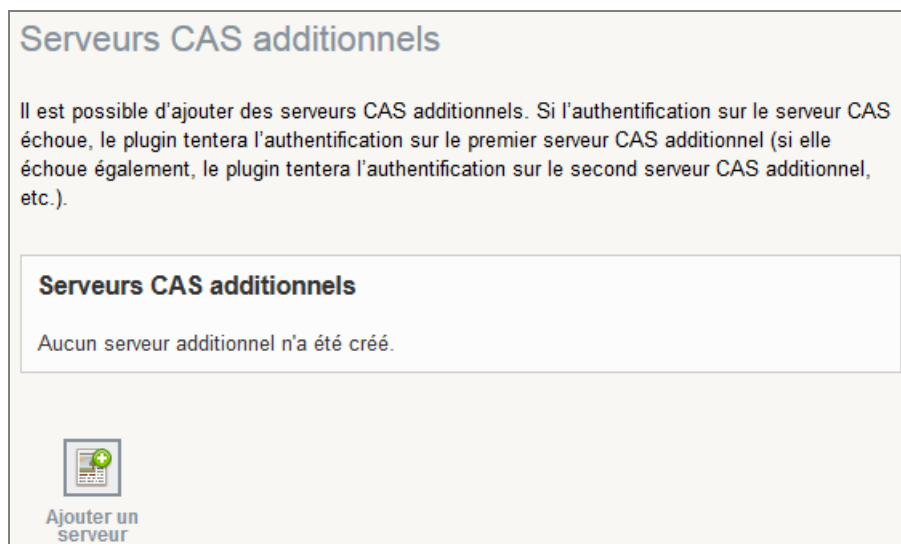 Serveurs CAS additionnels
Il est possible d'ajouter des serveurs CAS additionnels. Si l'authentification sur le serveur CAS
échoue, le plugin tentera l'authentification sur le premier serveur CAS additionnel (si elle
échoue également, le plugin tentera l'authentification sur le second serveur CAS additionnel,
etc.).
Serveurs CAS additionnels
Aucun serveur additionnel n'a été créé.
Ajouter un
serveur